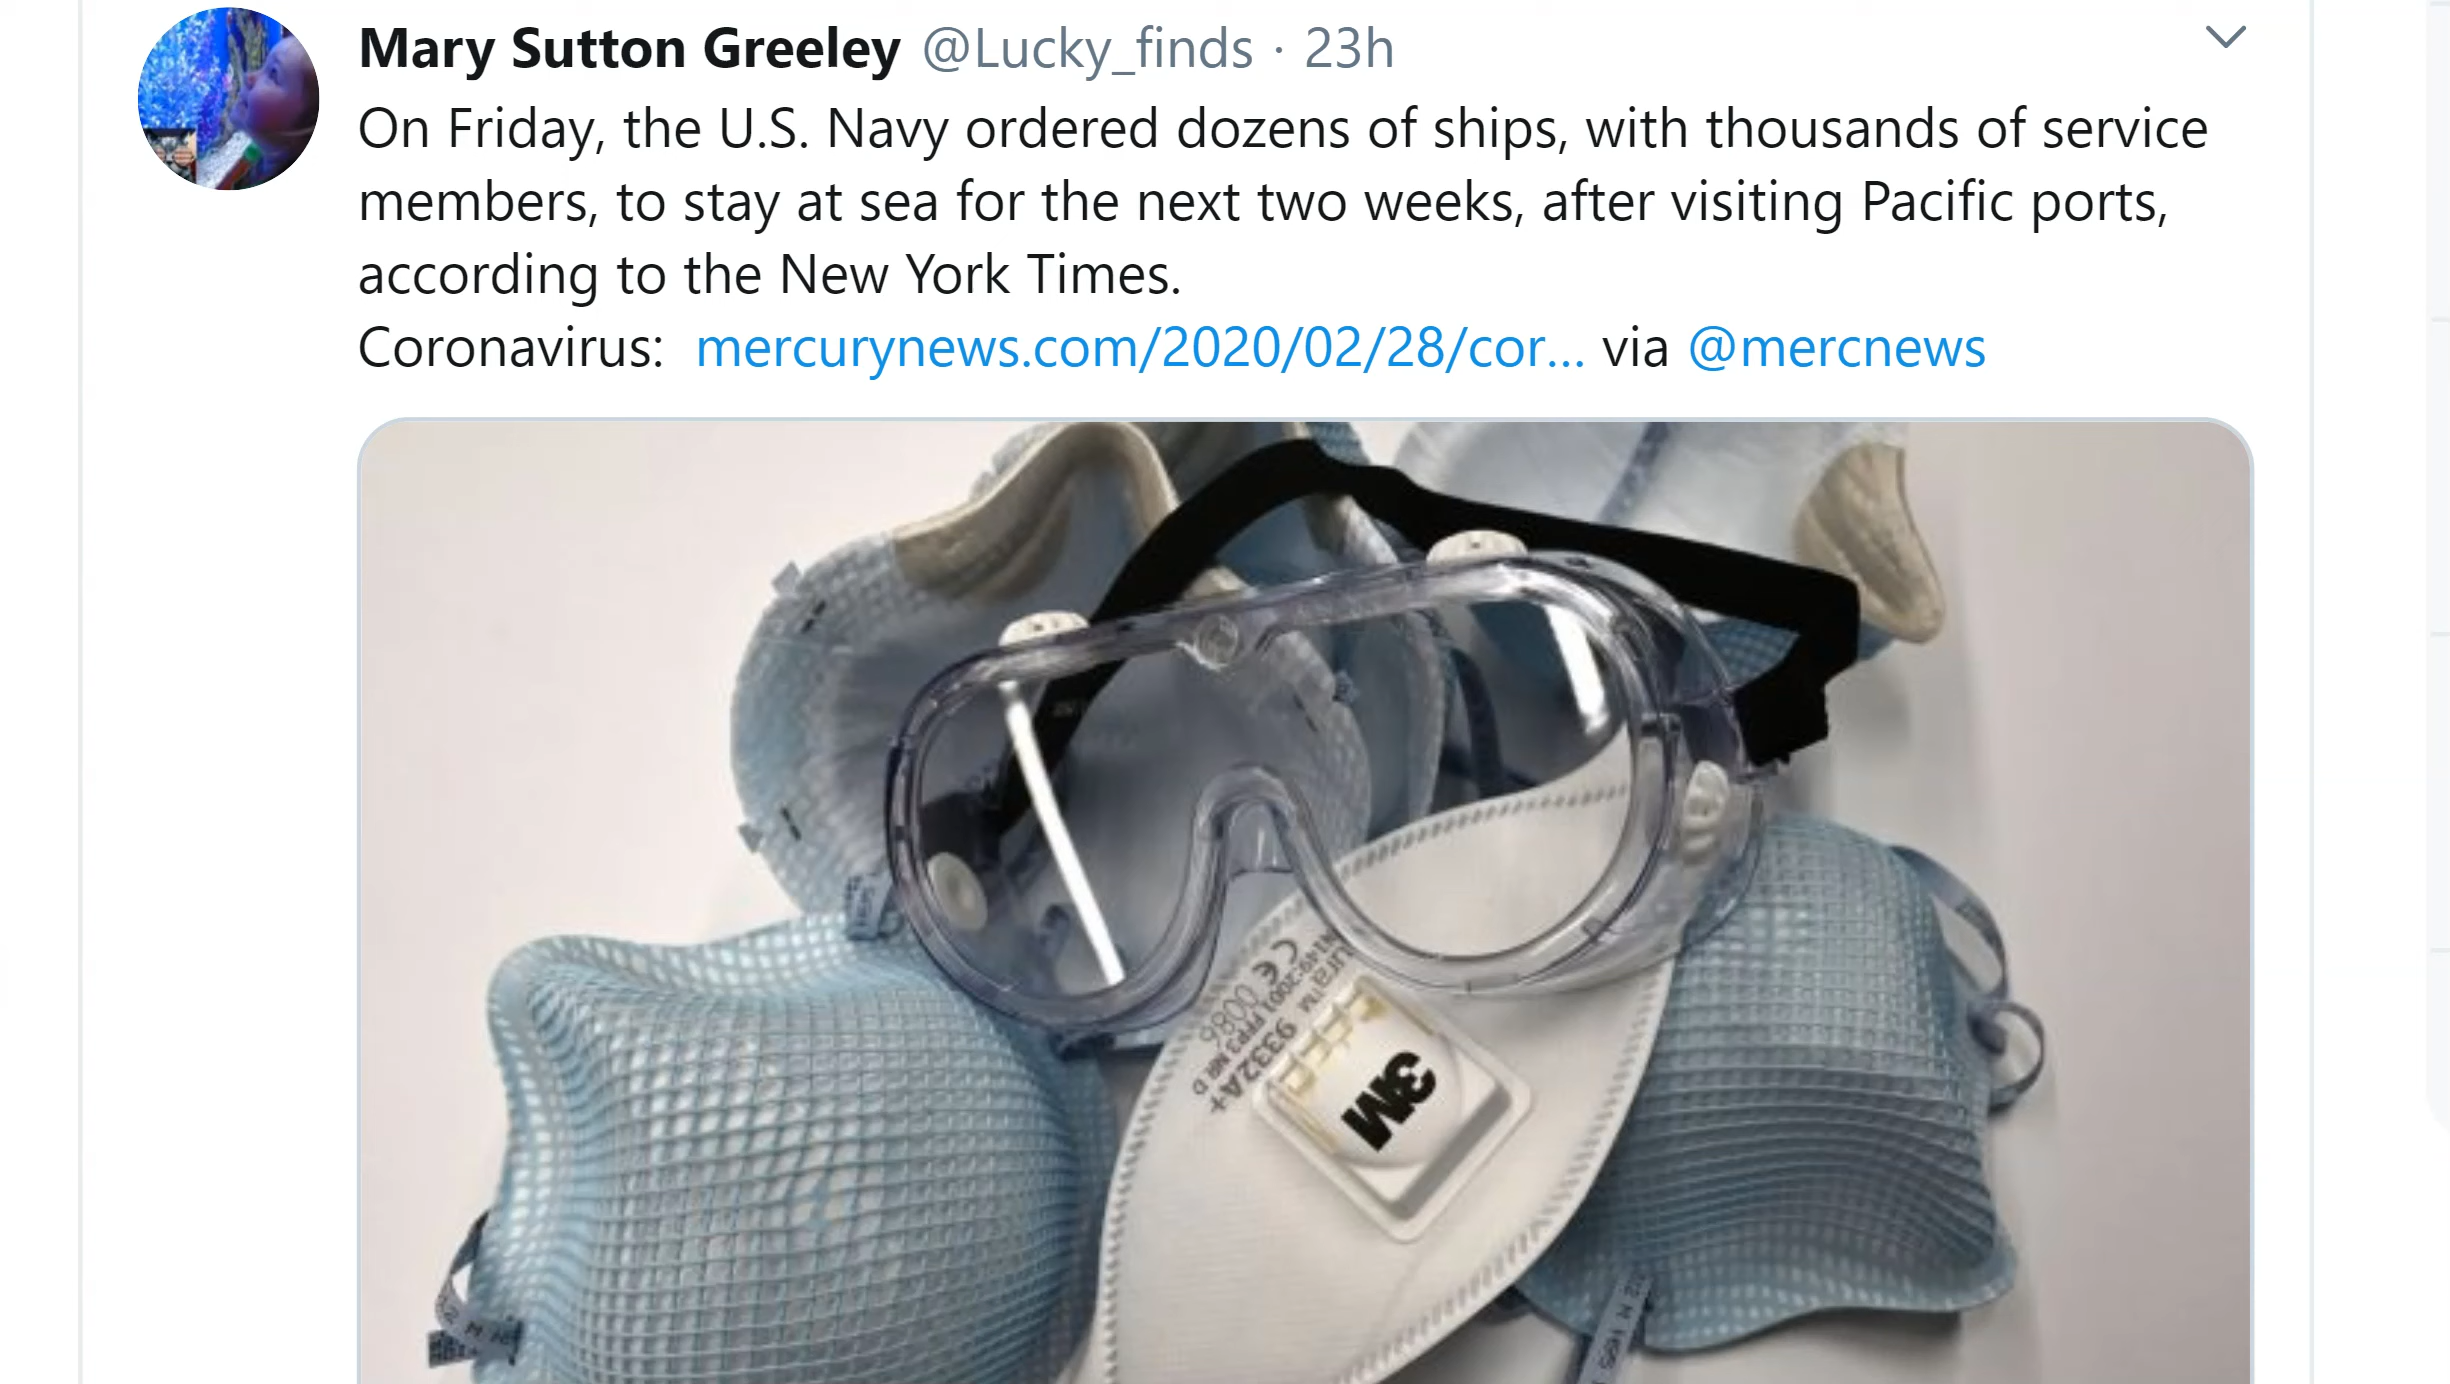 Mary Sutton Greeley @Lucky_finds · 23h
On Friday, the U.S. Navy ordered dozens of ships, with thousands of service
members, to stay at sea for the next two weeks, after visiting Pacific ports,
according to the New York Times.
Coronavirus: mercurynews.com/2020/02/28/cor... via @mercnews
CE 0086
9332A+
3M